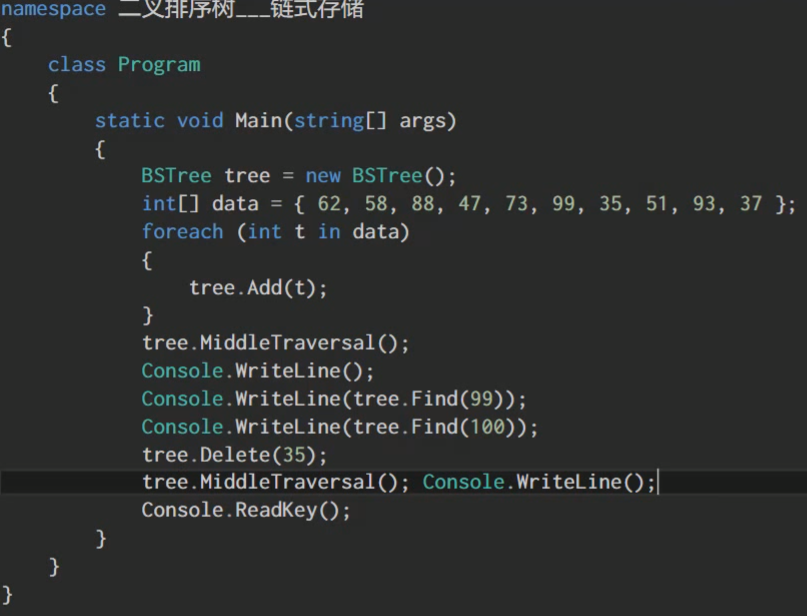 namespace 二叉排序树___链式存储
{
    class Program
    {
        static void Main(string[] args)
        {
            BSTree tree = new BSTree();
            int[] data = { 62, 58, 88, 47, 73, 99, 35, 51, 93, 37 };
            foreach (int t in data)
            {
                tree.Add(t);
            }
            tree.MiddleTraversal();
            Console.WriteLine();
            Console.WriteLine(tree.Find(99));
            Console.WriteLine(tree.Find(100));
            tree.Delete(35);
            tree.MiddleTraversal(); Console.WriteLine();
            Console.ReadKey();
        }
    }
}